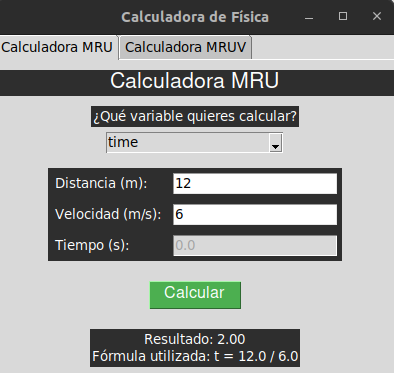 Calculadora de Física
Calculadora MRU Calculadora MRUV
Calculadora MRU
¿Qué variable quieres calcular?
time
Distancia (m): 12
Velocidad (m/s): 6
Tiempo (s): 0.0
Calcular
Resultado: 2.00
Fórmula utilizada: t = 12.0 / 6.0